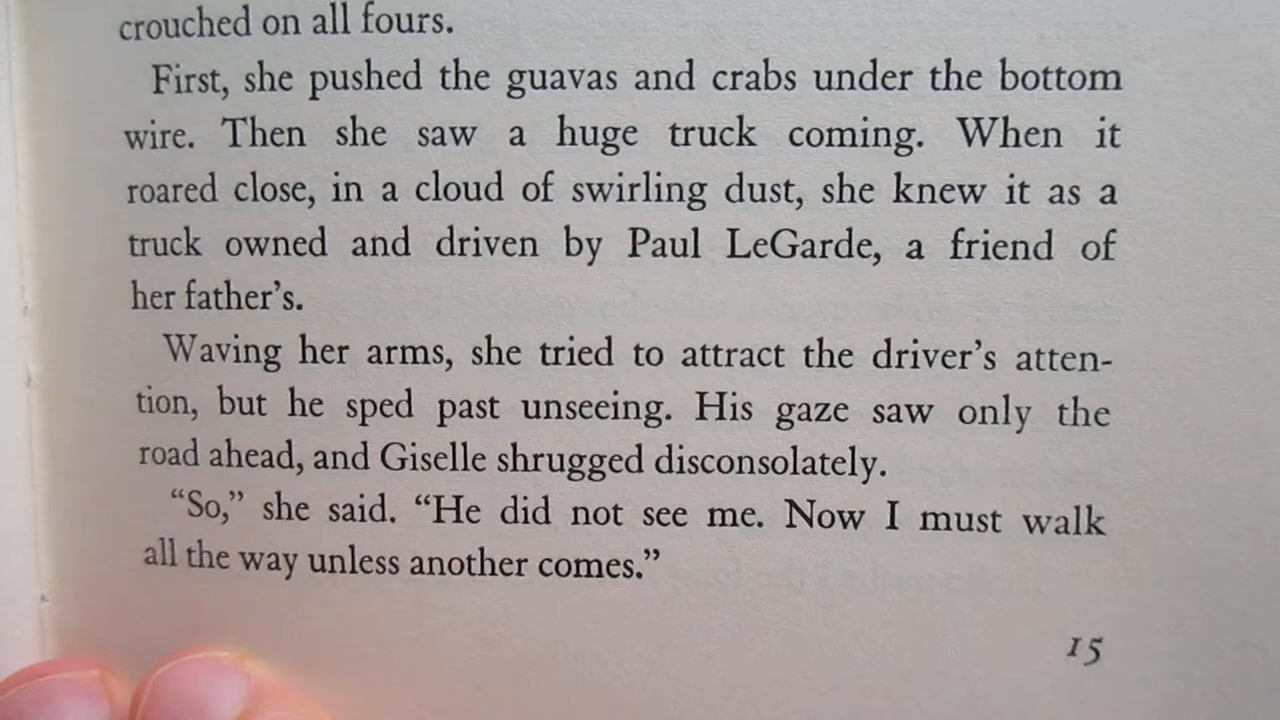 crouched on all fours.
First, she pushed the guavas and crabs under the bottom
wire. Then she saw a huge truck coming. When it
roared close, in a cloud of swirling dust, she knew it as a
truck owned and driven by Paul LeGarde, a friend of
her father’s.
Waving her arms, she tried to attract the driver’s atten-
tion, but he sped past unseeing. His gaze saw only the
road ahead, and Giselle shrugged disconsolately.
“So,” she said. “He did not see me. Now I must walk
all the way unless another comes.”
15